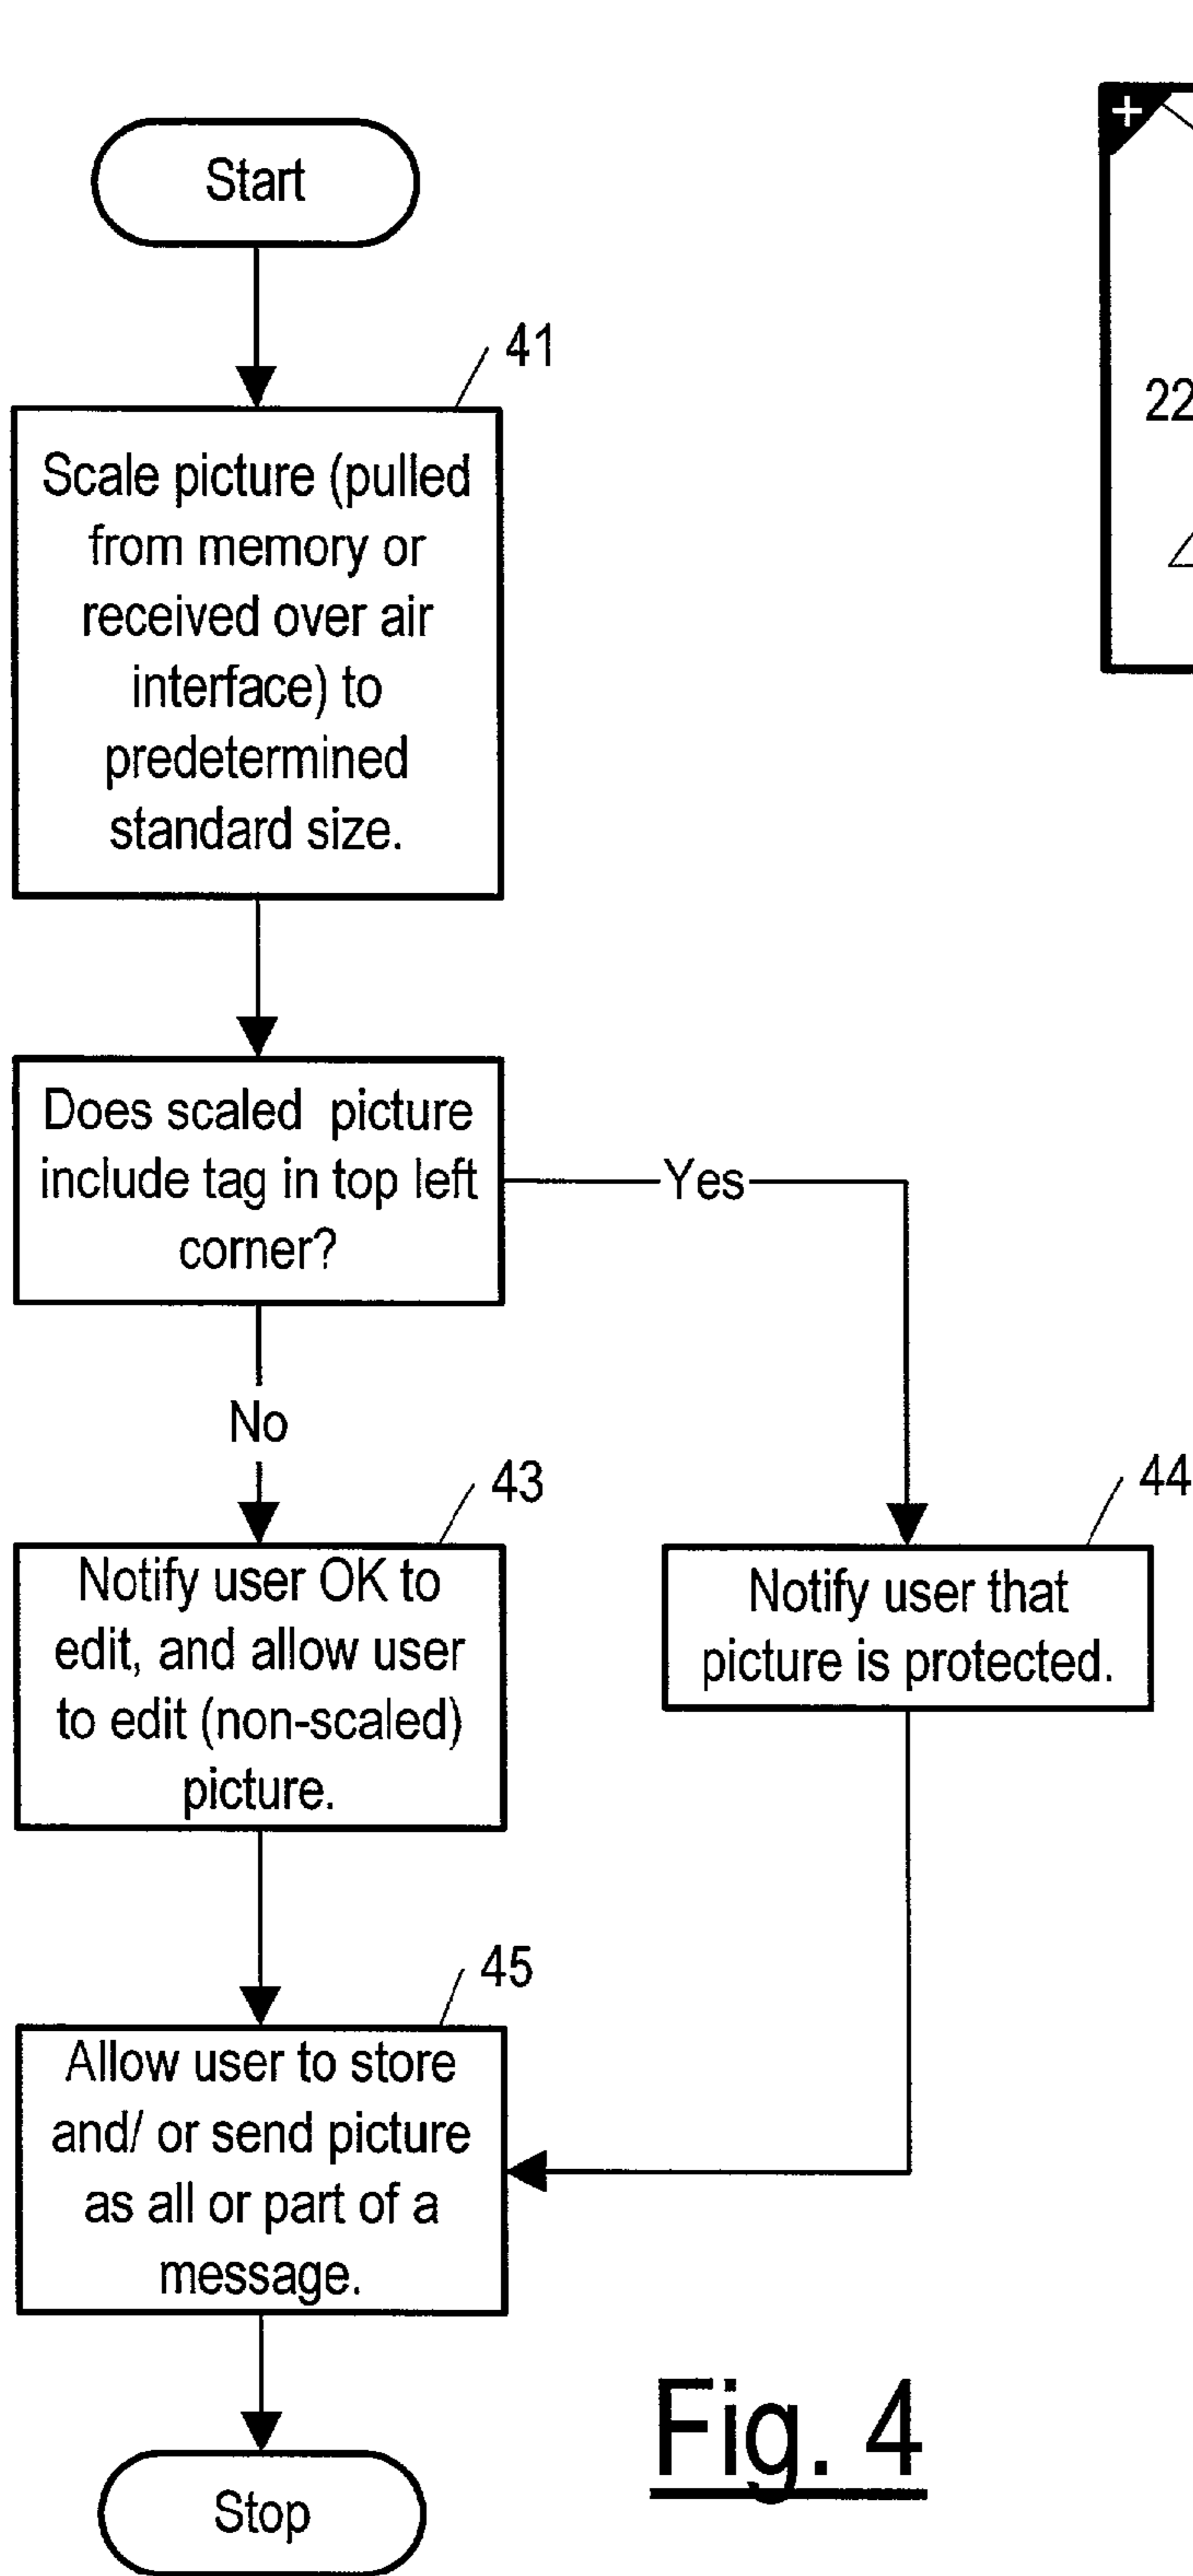 Start
41
Scale picture (pulled
from memory or
received over air
interface) to
predetermined
standard size.
Does scaled picture
include tag in top left
corner?
Yes
No
43
Notify user OK to
edit, and allow user
to edit (non-scaled)
picture.
44
Notify user that
picture is protected.
45
Allow user to store
and/ or send picture
as all or part of a
message.
Stop
Fig. 4
+
22